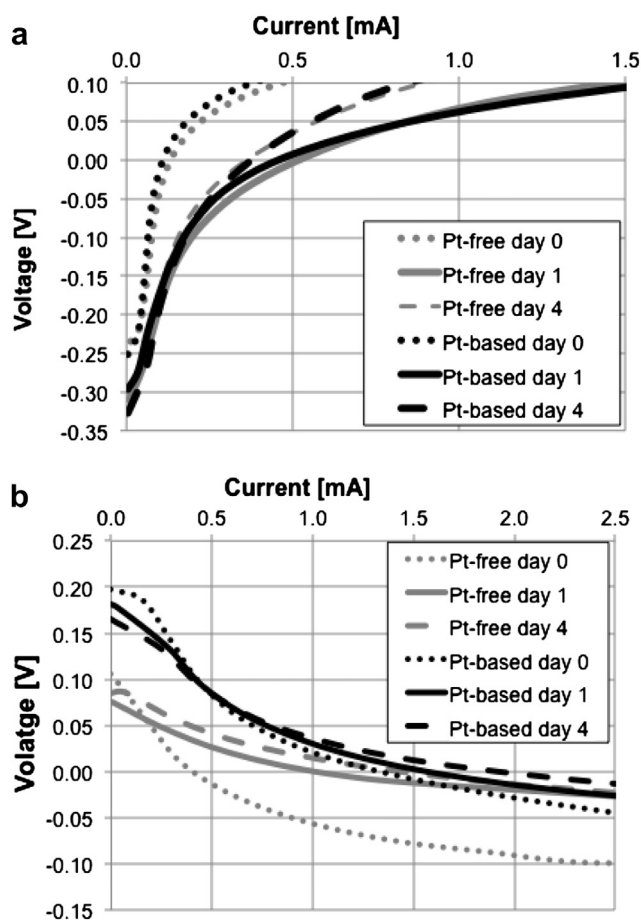 a
Current [mA]
0.0 0.5 1.0 1.5
0.10
0.05
0.00
-0.05
-0.10
-0.15
-0.20
-0.25
-0.30
-0.35
Voltage [V]
Pt-free day 0
Pt-free day 1
Pt-free day 4
Pt-based day 0
Pt-based day 1
Pt-based day 4
b
Current [mA]
0.0 0.5 1.0 1.5 2.0 2.5
0.25
0.20
0.15
0.10
0.05
0.00
-0.05
-0.10
-0.15
Volatge [V]
Pt-free day 0
Pt-free day 1
Pt-free day 4
Pt-based day 0
Pt-based day 1
Pt-based day 4